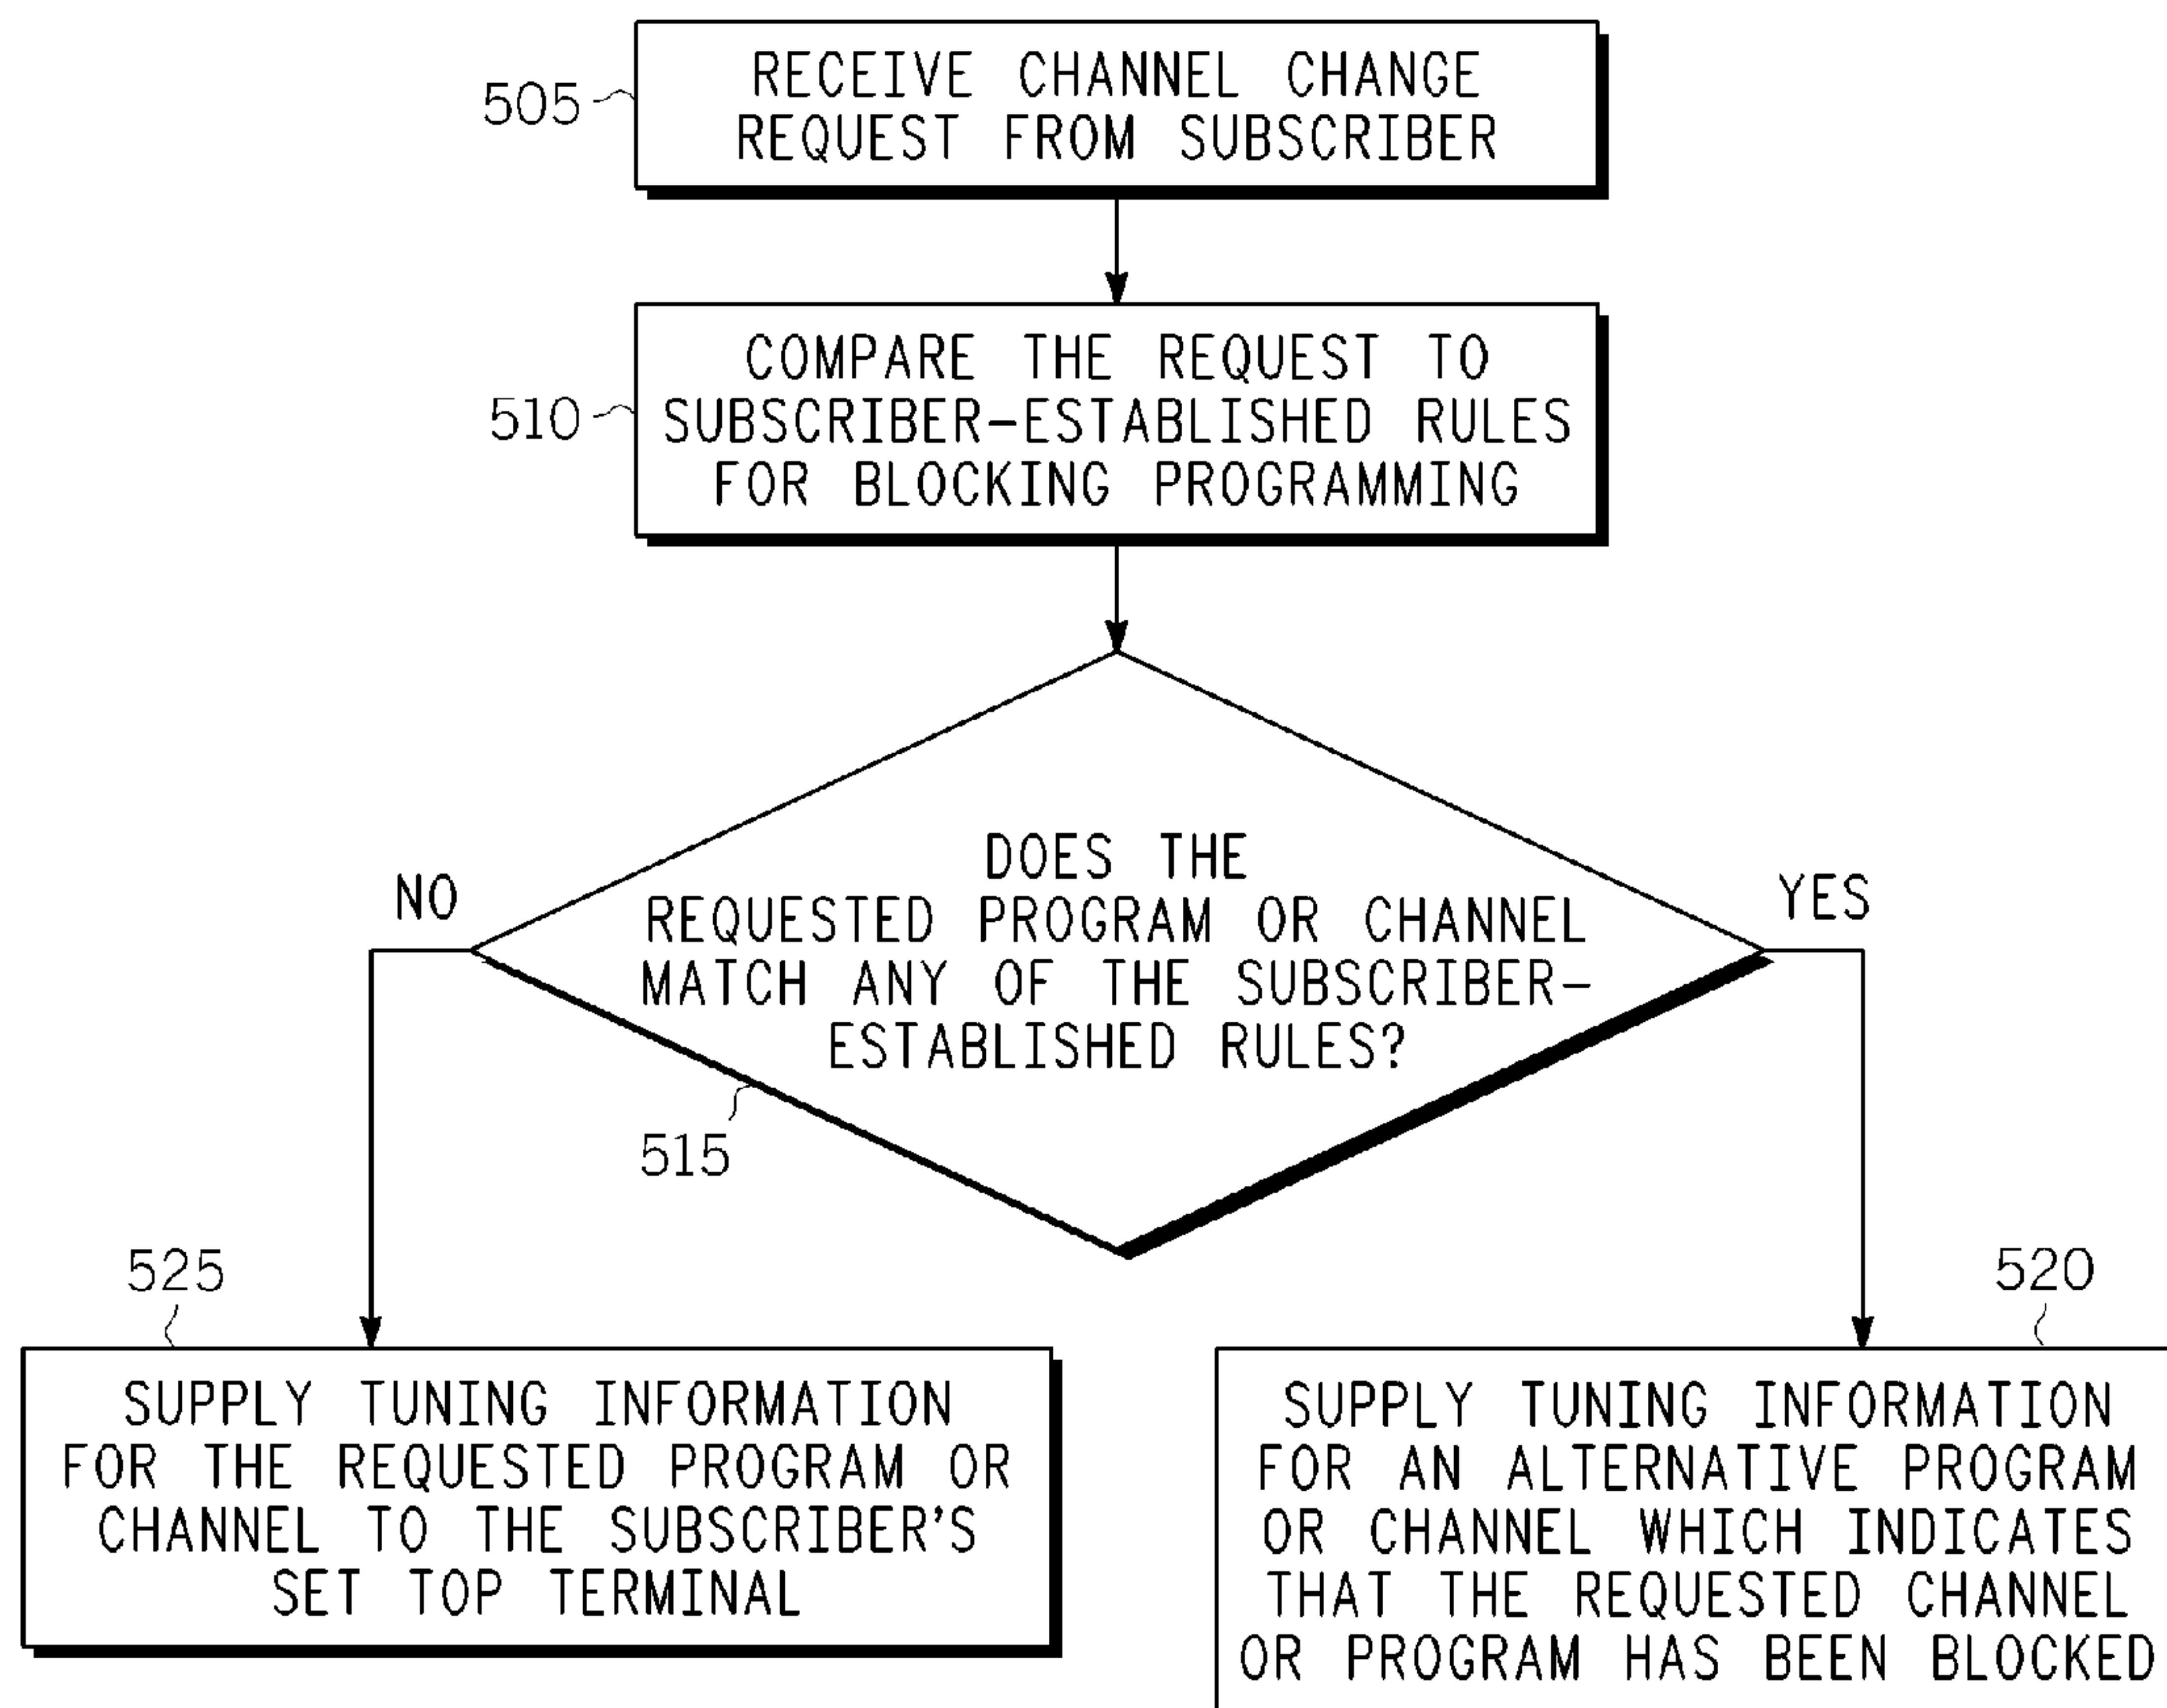 RECEIVE CHANNEL CHANGE
REQUEST FROM SUBSCRIBER
505
COMPARE THE REQUEST TO
SUBSCRIBER-ESTABLISHED RULES
FOR BLOCKING PROGRAMMING
510
DOES THE
REQUESTED PROGRAM OR CHANNEL
MATCH ANY OF THE SUBSCRIBER-
ESTABLISHED RULES?
NO
YES
515
525
520
SUPPLY TUNING INFORMATION
FOR THE REQUESTED PROGRAM OR
CHANNEL TO THE SUBSCRIBER'S
SET TOP TERMINAL
SUPPLY TUNING INFORMATION
FOR AN ALTERNATIVE PROGRAM
OR CHANNEL WHICH INDICATES
THAT THE REQUESTED CHANNEL
OR PROGRAM HAS BEEN BLOCKED